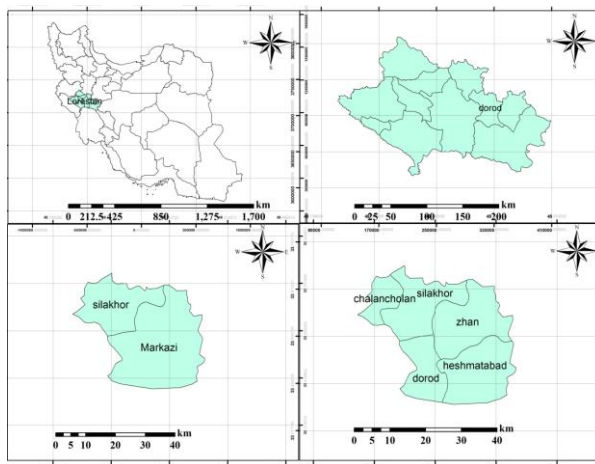 N
W
E
S
Lorestan
km
0 212.5 425 850 1,275 1,700
N
W
E
S
dorod
km
0 25 50 100 150 200
N
W
S
silakhor
Markazi
km
0 5 10 20 30 40
N
W
E
S
chalancholan
silakhor
zhan
heshmatabad
dorod
km
0 5 10 20 30 40